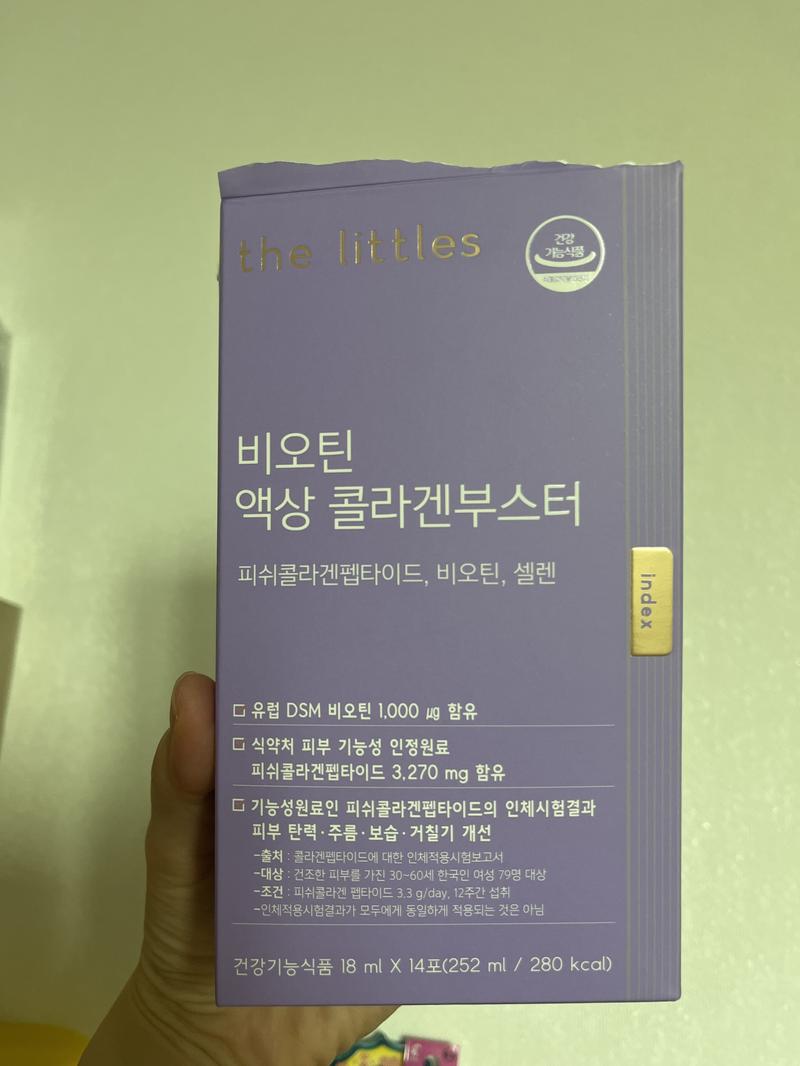 the littles
건강
기능식품
비오틴
액상 콜라겐부스터
피쉬콜라겐펩타이드, 비오틴, 셀렌
index
유럽 DSM 비오틴 1,000 ㎍ 함유
식약처 피부 기능성 인정원료
피쉬콜라겐펩타이드 3,270 mg 함유
기능성원료인 피쉬콜라겐펩타이드의 인체시험결과
피부 탄력·주름·보습·거칠기 개선
-출처 : 콜라겐펩타이드에 대한 인체적용시험보고서
-대상 : 건조한 피부를 가진 30~60세 한국인 여성 79명 대상
-조건 : 피쉬콜라겐 펩타이드 3.3 g/day, 12주간 섭취
-인체적용시험결과가 모두에게 동일하게 적용되는 것은 아님
건강기능식품 18 ml X 14포(252 ml / 280 kcal)